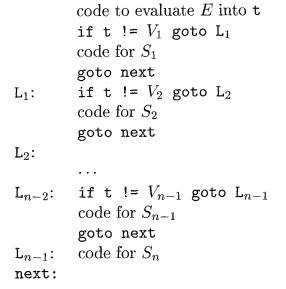 code to evaluate E into t
if t != V₁ goto L₁
code for S₁
goto next
L₁: if t != V₂ goto L₂
code for S₂
goto next
L₂:
...
Lₙ₋₂: if t != Vₙ₋₁ goto Lₙ₋₁
code for Sₙ₋₁
goto next
Lₙ₋₁: code for Sₙ
next: